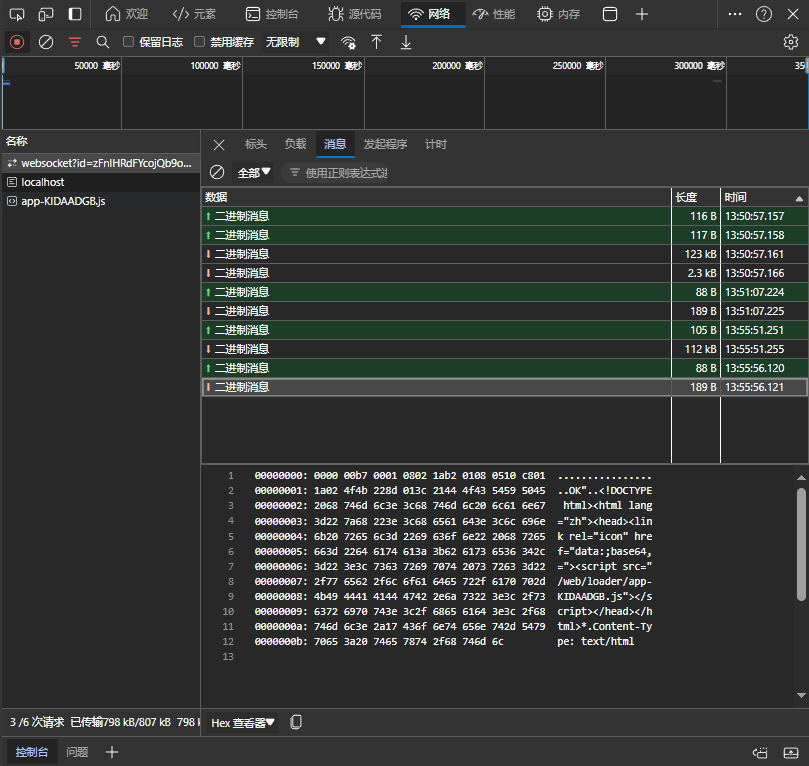 欢迎 元素 控制台 源代码 网络 性能 内存
保留日志 禁用缓存 无限制
50000 毫秒 100000 毫秒 150000 毫秒 200000 毫秒 250000 毫秒 300000 毫秒 350
名称
websocket?id=zFnIHRdFYcojQb9o...
localhost
app-KIDAADGB.js
标头 负载 消息 发起程序 计时
全部▼ 使用正则表达式进
数据 长度 时间
↑二进制消息 116 B 13:50:57.157
↑二进制消息 117 B 13:50:57.158
↓二进制消息 123 kB 13:50:57.161
↓二进制消息 2.3 kB 13:50:57.166
↑二进制消息 88 B 13:51:07.224
↓二进制消息 189 B 13:51:07.225
↑二进制消息 105 B 13:55:51.251
↓二进制消息 112 kB 13:55:51.255
↑二进制消息 88 B 13:55:56.120
↓二进制消息 189 B 13:55:56.121
1 00000000: 0000 00b7 0001 0802 1ab2 0108 0510 c801 ................
2 00000001: 1a02 4f4b 228d 013c 2144 4f43 5459 5045 ..OK"..<!DOCTYPE
3 00000002: 2068 746d 6c3e 3c68 746d 6c20 6c61 6e67 html><html lang
4 00000003: 3d22 7a68 223e 3c68 6561 643e 3c6c 696e ="zh"><head><lin
5 00000004: 6b20 7265 6c3d 2269 636f 6e22 2068 7265 k rel="icon" hre
6 00000005: 663d 2264 6174 613a 3b62 6173 6536 342c f="data:;base64,
7 00000006: 3d22 3e3c 7363 7269 7074 2073 7263 3d22 ="><script src="
8 00000007: 2f77 6562 2f6c 6f61 6465 722f 6170 702d /web/loader/app-
9 00000008: 4b49 4441 4144 4742 2e6a 7322 3e3c 2f73 KIDAADGB.js"></s
10 00000009: 6372 6970 743e 3c2f 6865 6164 3e3c 2f68 cript></head></h
11 0000000a: 746d 6c3e 2a17 436f 6e74 656e 742d 5479 tml>*.Content-Ty
12 0000000b: 7065 3a20 7465 7874 2f68 746d 6c pe: text/html
13
3 /6 次请求 已传输798 kB/807 kB 798 k
Hex 查看器▼
控制台 问题